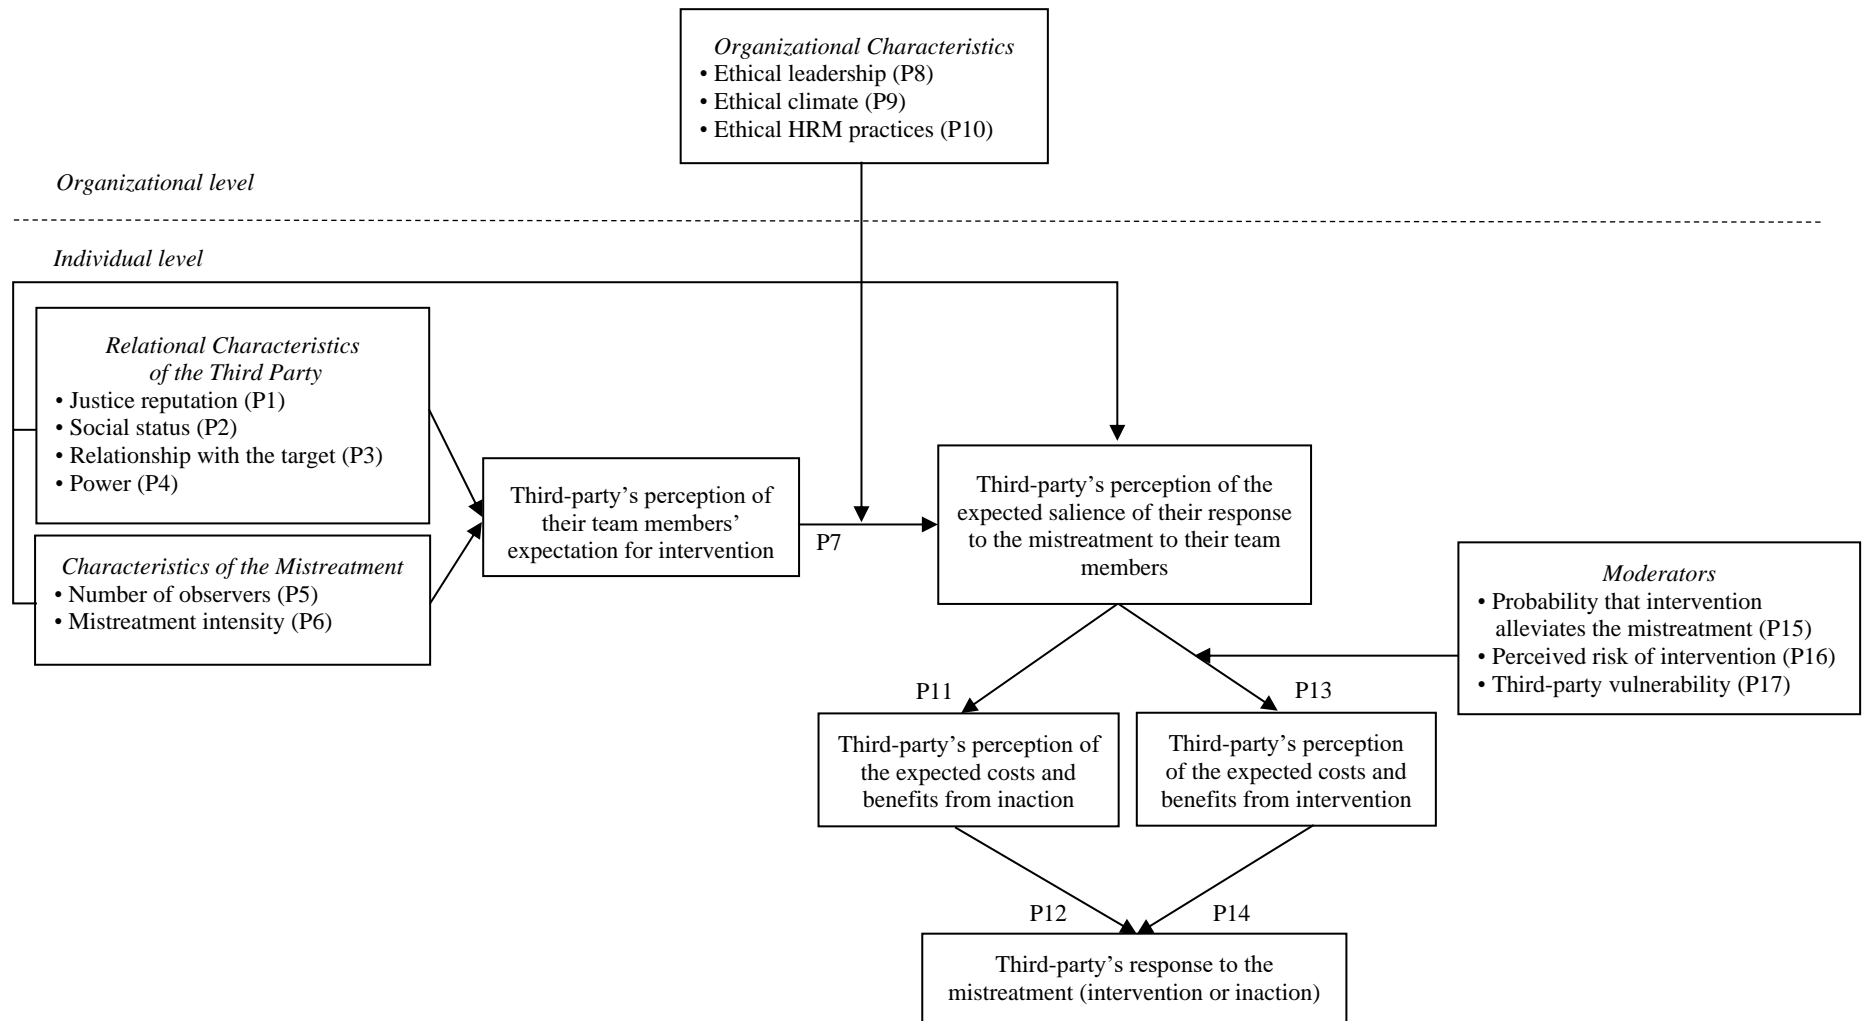 Organizational Characteristics
• Ethical leadership (P8)
• Ethical climate (P9)
• Ethical HRM practices (P10)
Organizational level
Individual level
Relational Characteristics
of the Third Party
• Justice reputation (P1)
• Social status (P2)
• Relationship with the target (P3)
• Power (P4)
Characteristics of the Mistreatment
• Number of observers (P5)
• Mistreatment intensity (P6)
Third-party’s perception of
their team members’
expectation for intervention
P7
Third-party’s perception of the
expected salience of their response
to the mistreatment to their team
members
Moderators
• Probability that intervention
alleviates the mistreatment (P15)
• Perceived risk of intervention (P16)
• Third-party vulnerability (P17)
P11
P13
Third-party’s perception of
the expected costs and
benefits from inaction
Third-party’s perception
of the expected costs and
benefits from intervention
P12
P14
Third-party’s response to the
mistreatment (intervention or inaction)